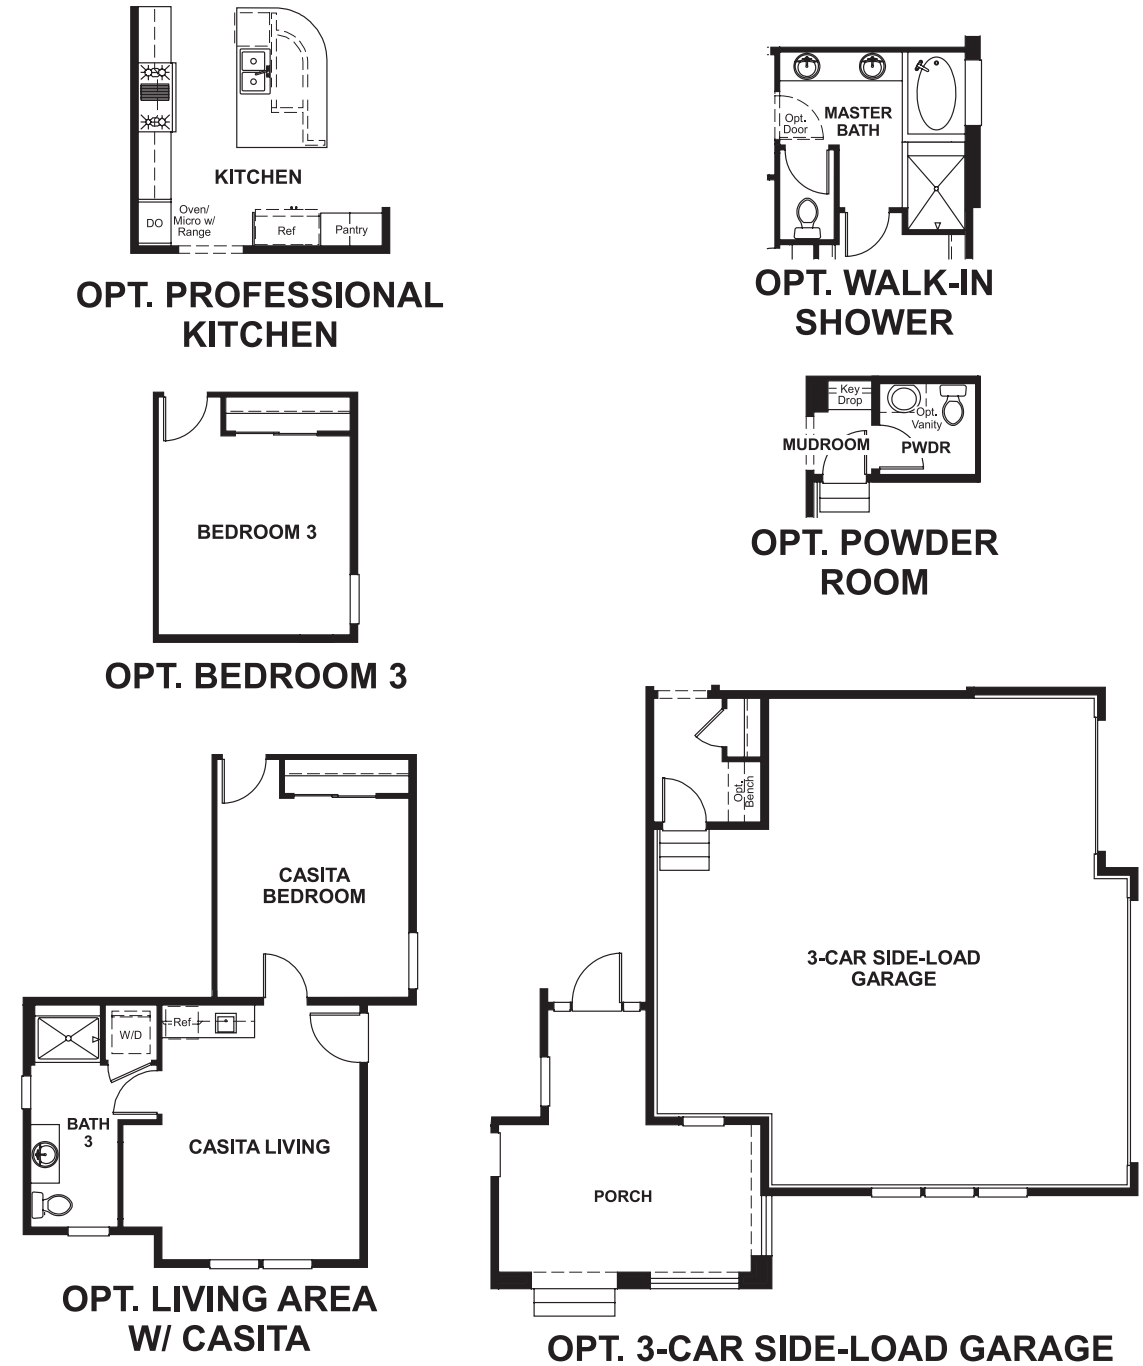 KITCHEN
DO
Oven/
Micro w/
Range
Ref
Pantry
OPT. PROFESSIONAL
KITCHEN
Opt.
Door
MASTER
BATH
OPT. WALK-IN
SHOWER
Key
Drop
Opt.
Vanity
MUDROOM
PWDR
OPT. POWDER
ROOM
BEDROOM 3
OPT. BEDROOM 3
CASITA
BEDROOM
Ref
W/D
BATH
3
CASITA LIVING
OPT. LIVING AREA
W/ CASITA
Opt.
Bench
3-CAR SIDE-LOAD
GARAGE
PORCH
OPT. 3-CAR SIDE-LOAD GARAGE